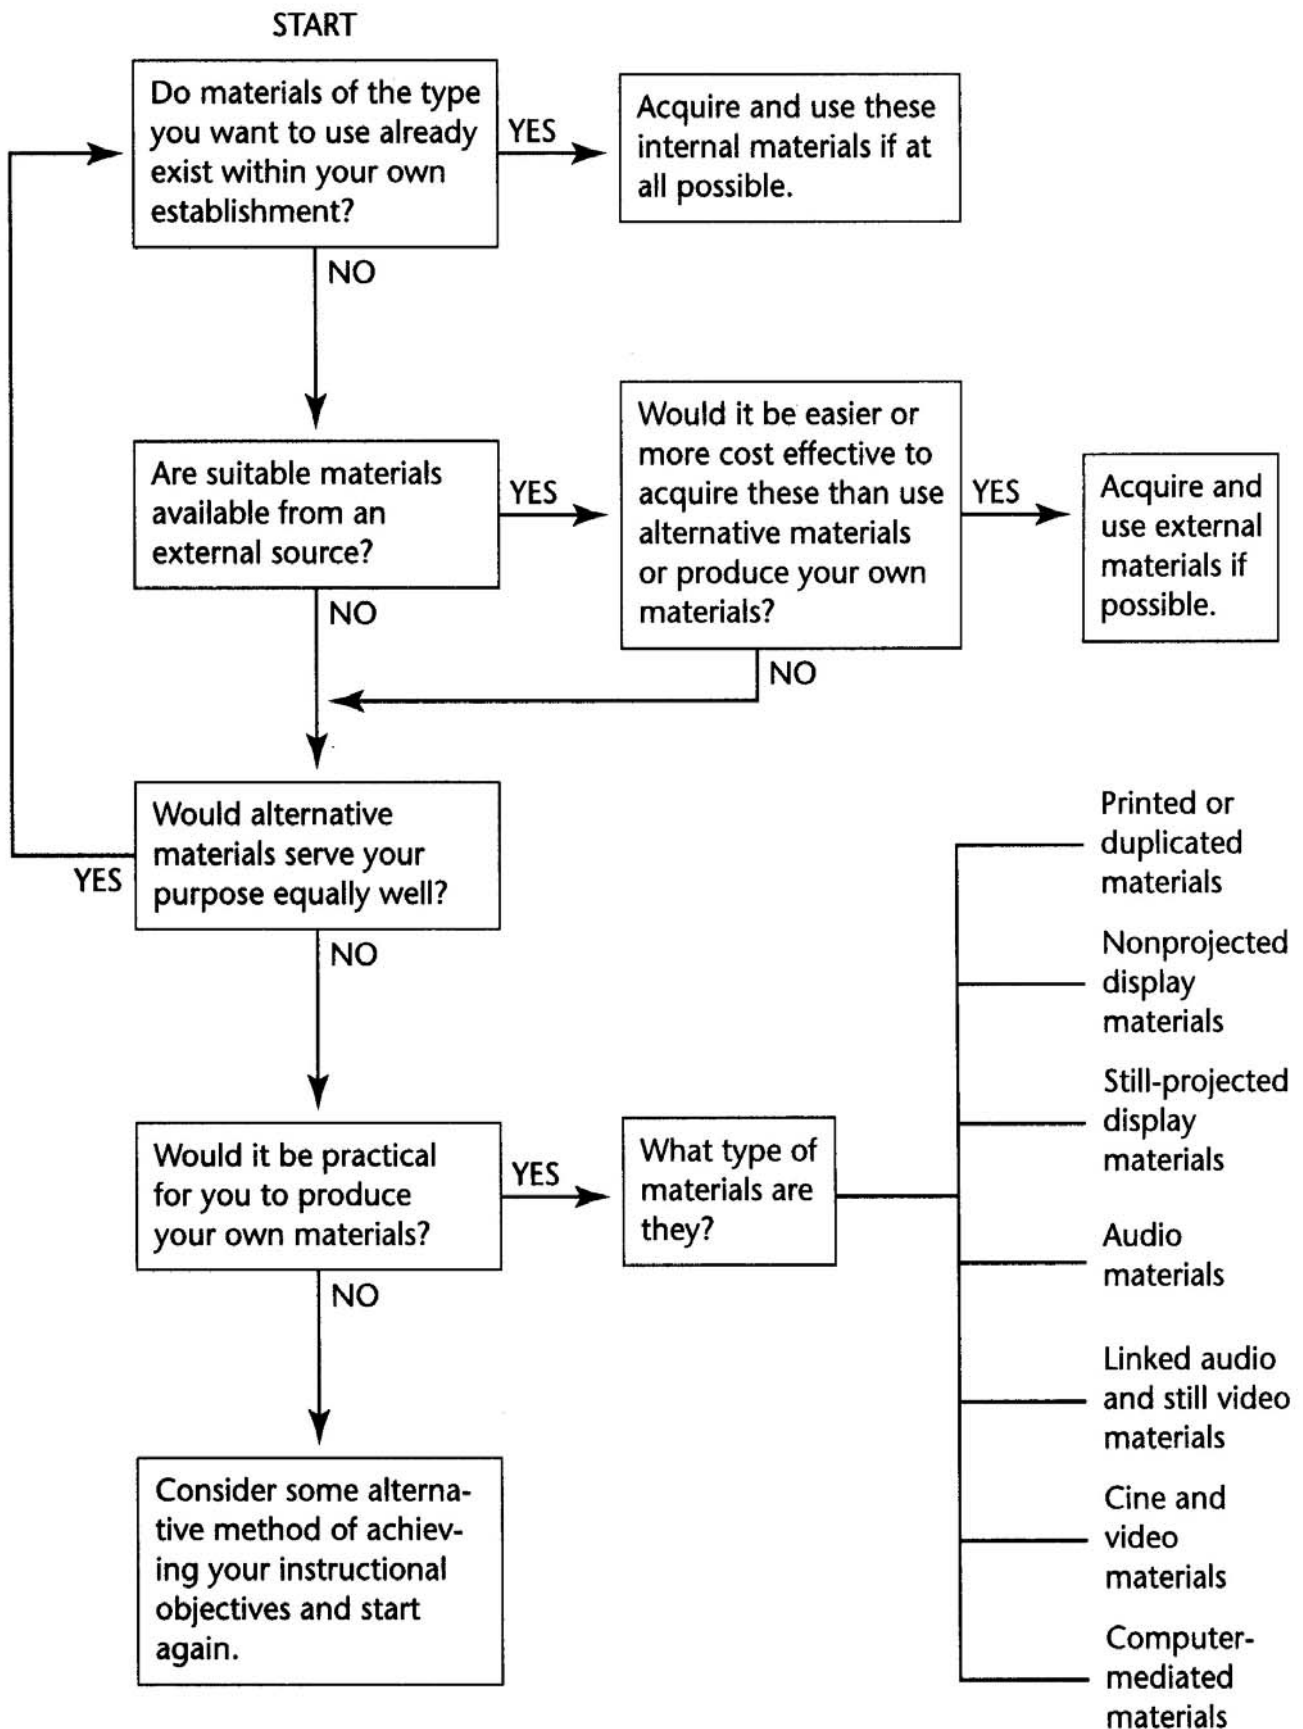 START
Do materials of the type
you want to use already
exist within your own
establishment?
YES
Acquire and use these
internal materials if at
all possible.
NO
Are suitable materials
available from an
external source?
YES
Would it be easier or
more cost effective to
acquire these than use
alternative materials
or produce your own
materials?
YES
Acquire and
use external
materials if
possible.
NO
NO
Would alternative
materials serve your
purpose equally well?
YES
NO
Would it be practical
for you to produce
your own materials?
YES
What type of
materials are
they?
Printed or
duplicated
materials
Nonprojected
display
materials
Still-projected
display
materials
Audio
materials
Linked audio
and still video
materials
Cine and
video
materials
Computer-
mediated
materials
NO
Consider some alterna-
tive method of achiev-
ing your instructional
objectives and start
again.